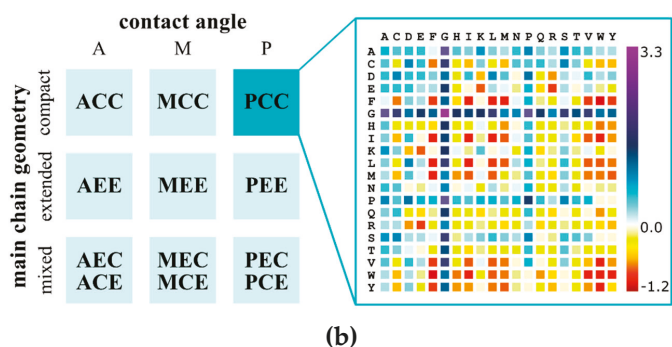 contact angle
A M P
main chain geometry
compact
ACC MCC PCC
extended
AEE MEE PEE
mixed
AEC MEC PEC
ACE MCE PCE
A C D E F G H I K L M N P Q R S T V W Y
A
C
D
E
F
G
H
I
K
L
M
N
P
Q
R
S
T
V
W
Y
3.3
0.0
-1.2
(b)